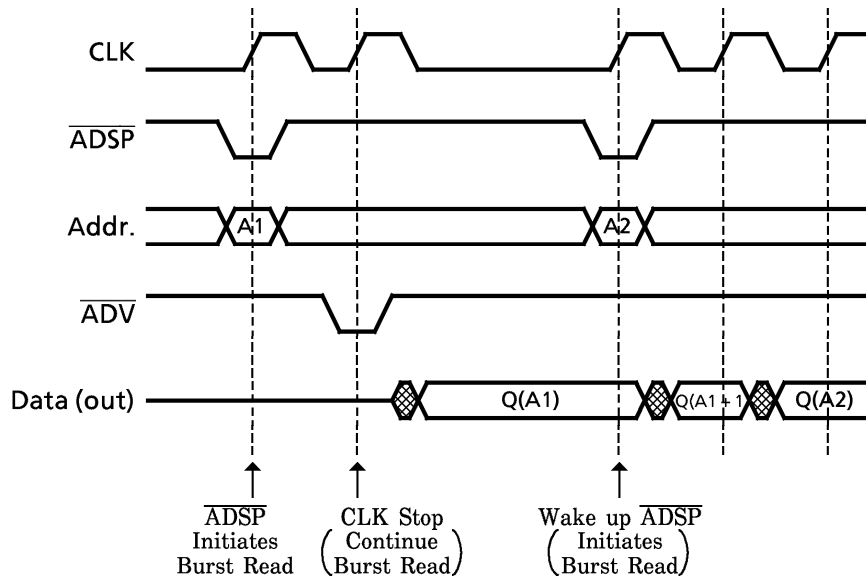 CLK
ADSP
Addr.
A1
A2
ADV
Data (out)
Q(A1)
Q(A1 + 1
Q(A2)
ADSP
Initiates
Burst Read
CLK Stop
( Continue
Burst Read )
Wake up ADSP
( Initiates
Burst Read )